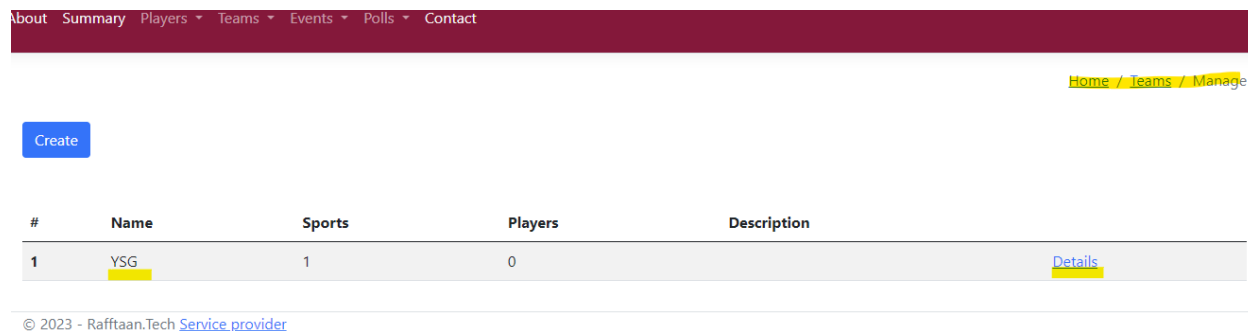 About Summary Players Teams Events Polls Contact
Home / Teams / Manage
Create
# Name Sports Players Description
1 YSG 1 0 Details
© 2023 - Rafftaan.Tech Service provider